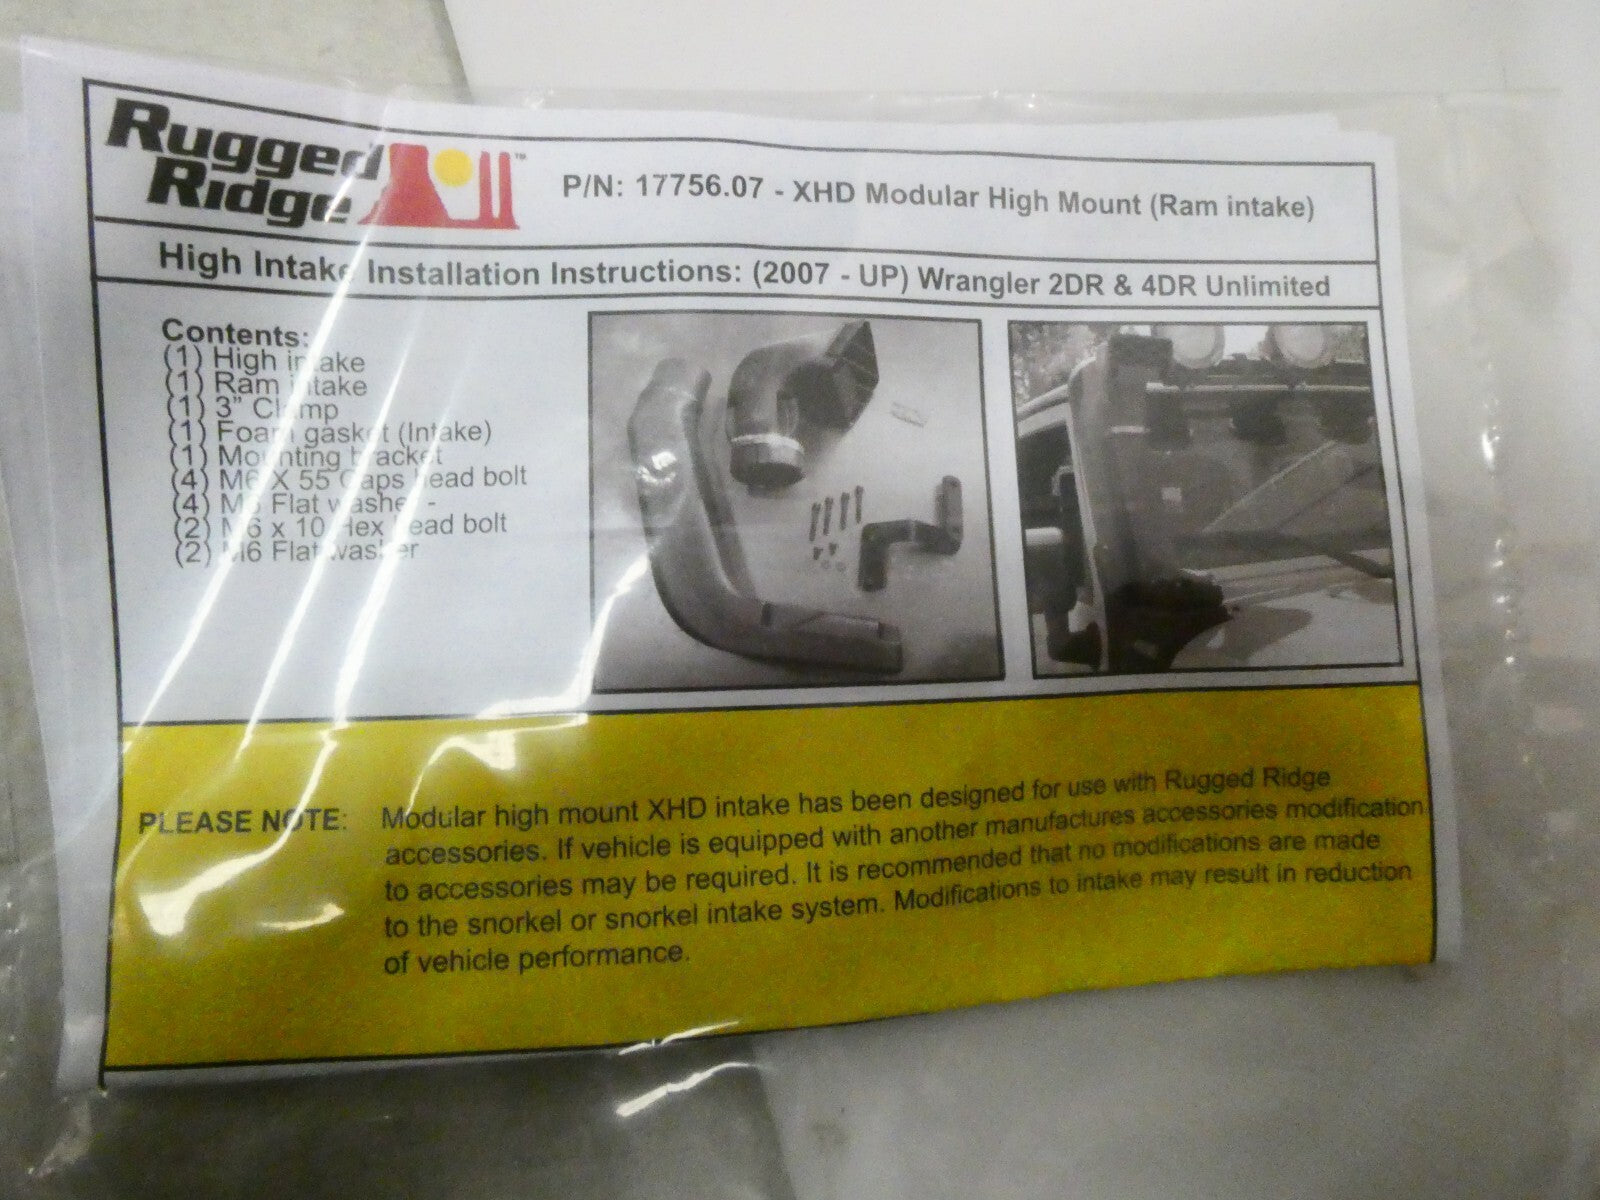 Rugged
Ridge
™
P/N: 17756.07 - XHD Modular High Mount (Ram intake)
High Intake Installation Instructions: (2007 - UP) Wrangler 2DR & 4DR Unlimited
Contents:
(1) High intake
(1) Ram intake
(1) 3" Clamp
(1) Foam gasket (Intake)
(1) Mounting bracket
(4) M6 X 55 Caps head bolt
(4) M6 Flat washer -
(2) M6 x 10 Hex head bolt
(2) M6 Flat washer
PLEASE NOTE: Modular high mount XHD intake has been designed for use with Rugged Ridge
accessories. If vehicle is equipped with another manufactures accessories modification
to accessories may be required. It is recommended that no modifications are made
to the snorkel or snorkel intake system. Modifications to intake may result in reduction
of vehicle performance.